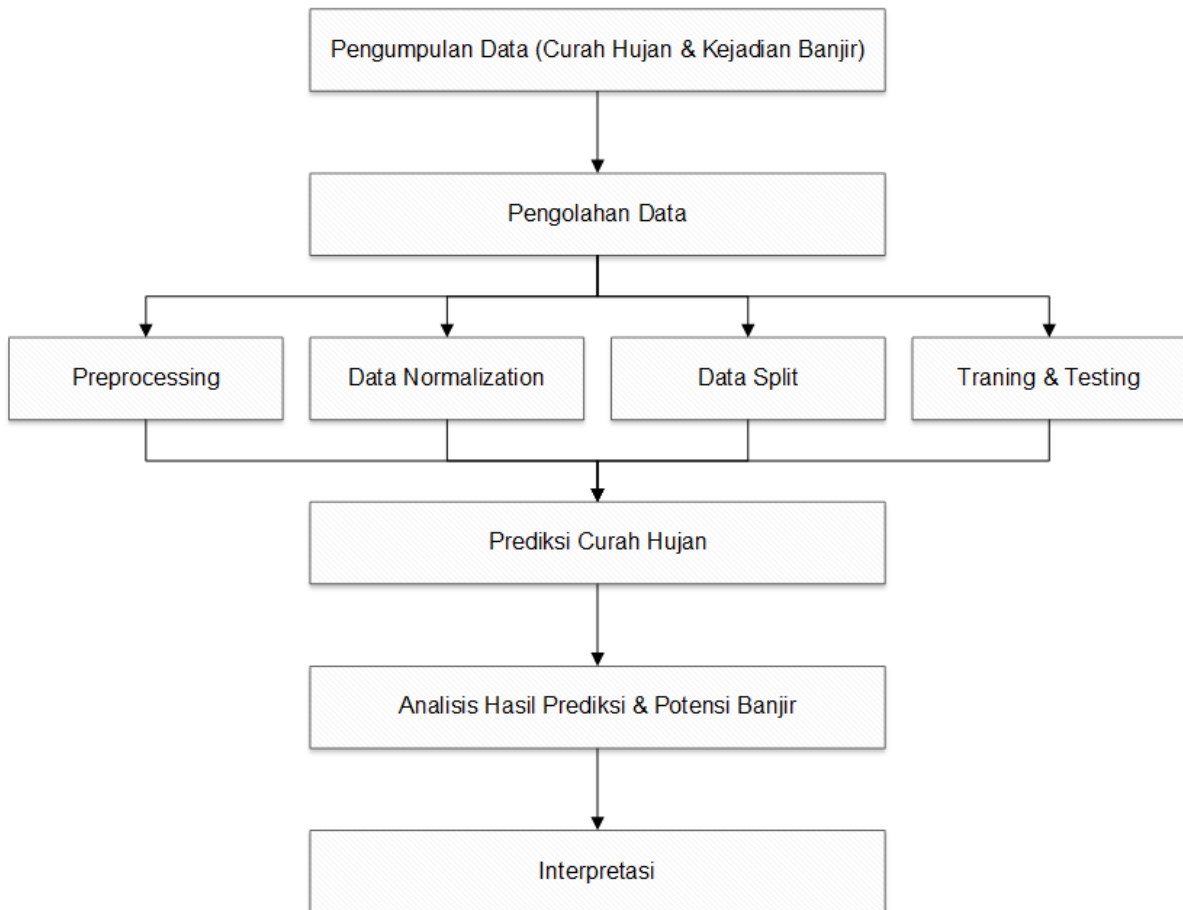 Pengumpulan Data (Curah Hujan & Kejadian Banjir)
Pengolahan Data
Preprocessing
Data Normalization
Data Split
Traning & Testing
Prediksi Curah Hujan
Analisis Hasil Prediksi & Potensi Banjir
Interpretasi